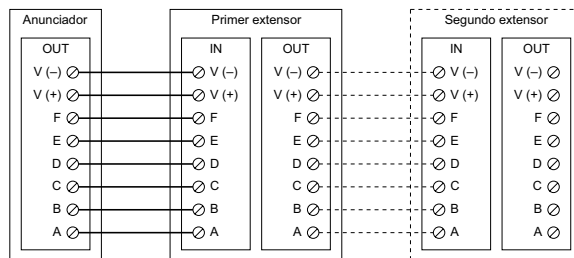 Anunciador Primer extensor Segundo extensor
OUT IN OUT IN OUT
V (–) V (–) V (–) V (–) V (–)
V (+) V (+) V (+) V (+) V (+)
F F F F F
E E E E E
D D D D D
C C C C C
B B B B B
A A A A A